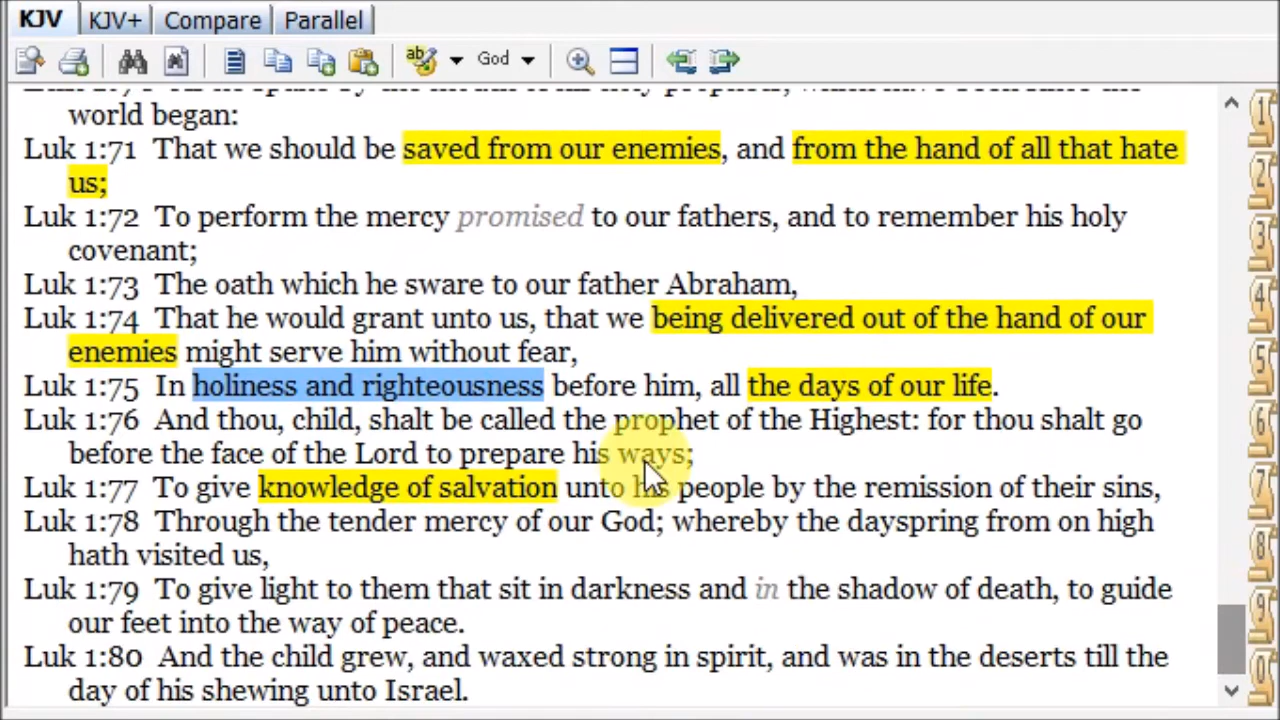 KJV KJV+ Compare Parallel
God
world began:
Luk 1:71 That we should be saved from our enemies, and from the hand of all that hate
us;
Luk 1:72 To perform the mercy promised to our fathers, and to remember his holy
covenant;
Luk 1:73 The oath which he sware to our father Abraham,
Luk 1:74 That he would grant unto us, that we being delivered out of the hand of our
enemies might serve him without fear,
Luk 1:75 In holiness and righteousness before him, all the days of our life.
Luk 1:76 And thou, child, shalt be called the prophet of the Highest: for thou shalt go
before the face of the Lord to prepare his ways;
Luk 1:77 To give knowledge of salvation unto his people by the remission of their sins,
Luk 1:78 Through the tender mercy of our God; whereby the dayspring from on high
hath visited us,
Luk 1:79 To give light to them that sit in darkness and in the shadow of death, to guide
our feet into the way of peace.
Luk 1:80 And the child grew, and waxed strong in spirit, and was in the deserts till the
day of his shewing unto Israel.